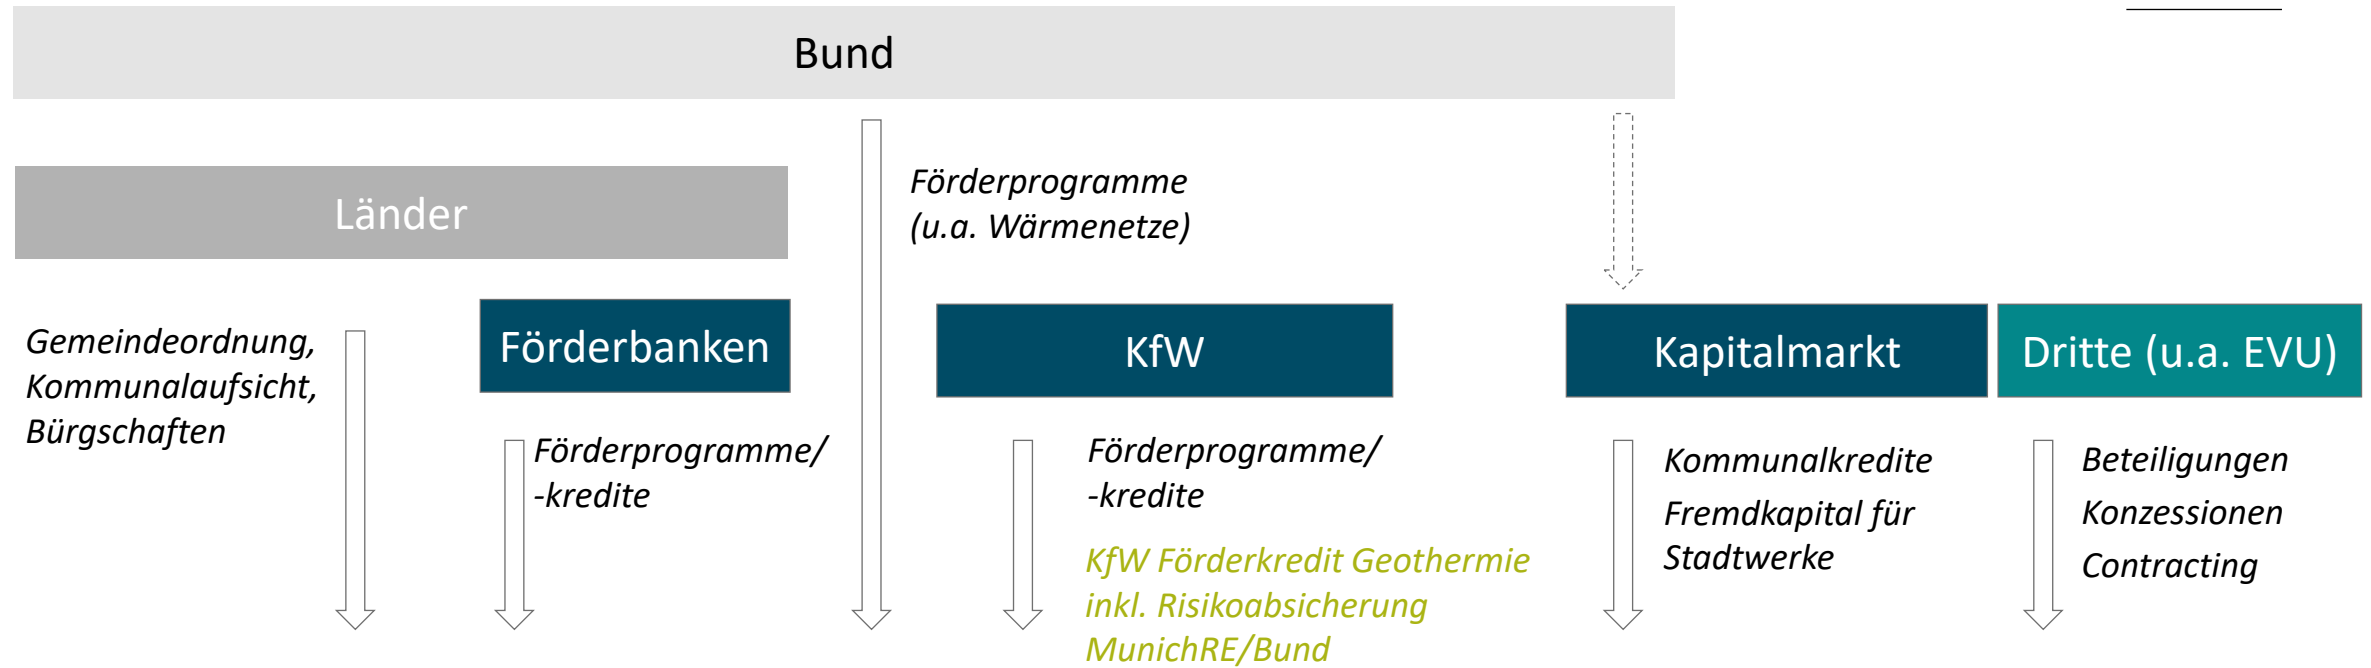 Bund
Länder
Förderprogramme
(u.a. Wärmenetze)
Gemeindeordnung,
Kommunalaufsicht,
Bürgschaften
Förderbanken
KfW
Kapitalmarkt
Dritte (u.a. EVU)
Förderprogramme/
-kredite
Förderprogramme/
-kredite
KfW Förderkredit Geothermie
inkl. Risikoabsicherung
MunichRE/Bund
Kommunalkredite
Fremdkapital für
Stadtwerke
Beteiligungen
Konzessionen
Contracting